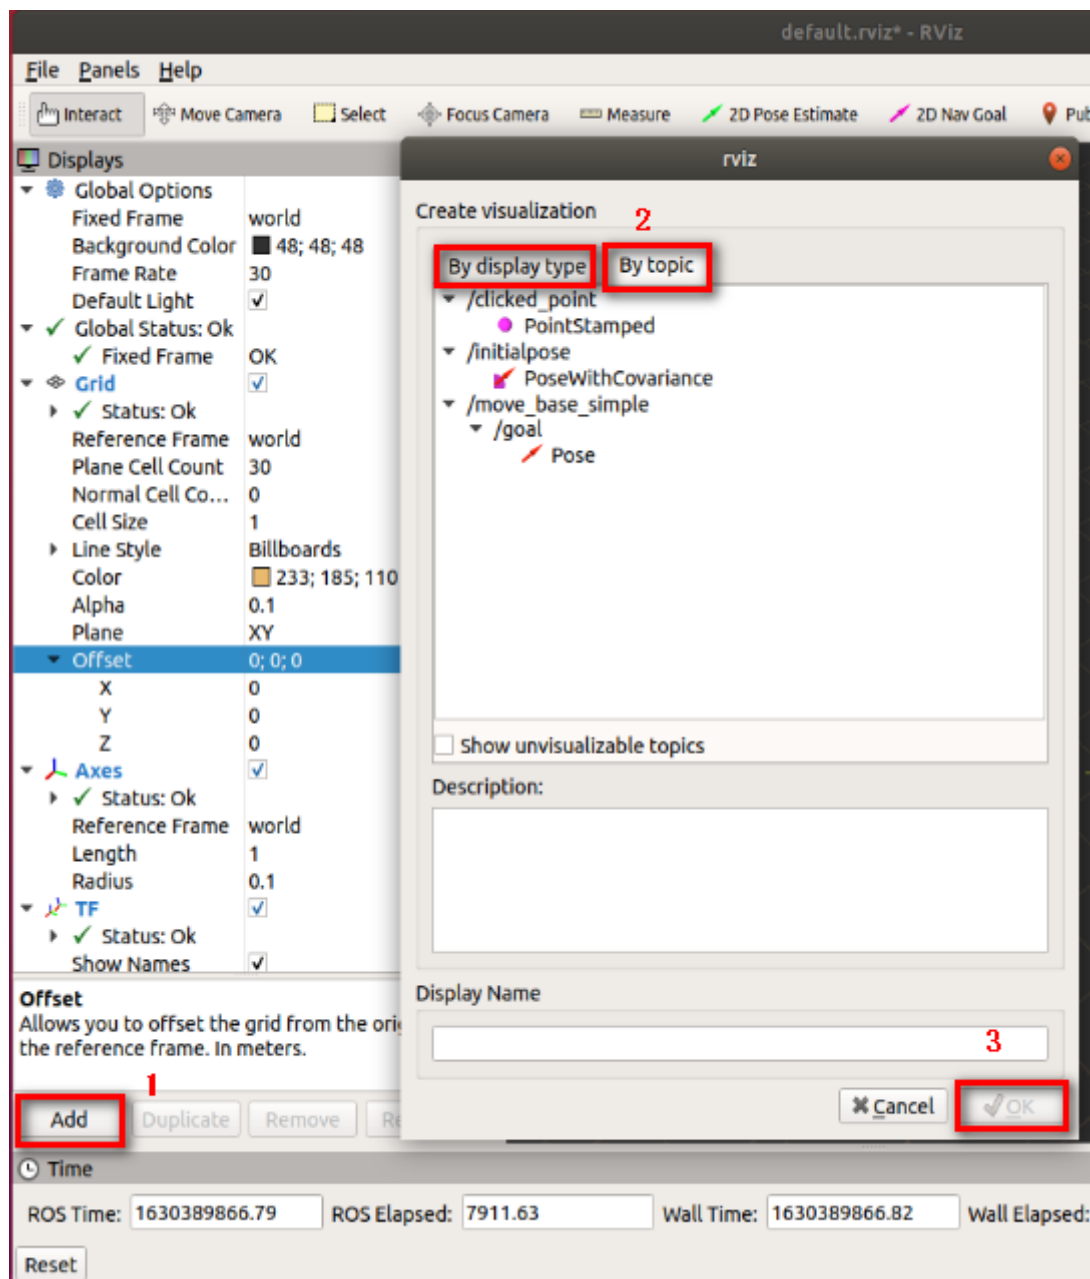 default.rviz* - RViz
File Panels Help
Interact Move Camera Select Focus Camera Measure 2D Pose Estimate 2D Nav Goal Pub
Displays
Global Options
Fixed Frame world
Background Color 48; 48; 48
Frame Rate 30
Default Light
Global Status: Ok
Fixed Frame OK
Grid
Status: Ok
Reference Frame world
Plane Cell Count 30
Normal Cell Co... 0
Cell Size 1
Line Style Billboards
Color 233; 185; 110
Alpha 0.1
Plane XY
Offset 0; 0; 0
X 0
Y 0
Z 0
Axes
Status: Ok
Reference Frame world
Length 1
Radius 0.1
TF
Status: Ok
Show Names
Offset
Allows you to offset the grid from the orig
the reference frame. In meters.
1
Add Duplicate Remove Re
rviz
Create visualization
2
By display type By topic
/clicked_point
PointStamped
/initialpose
PoseWithCovariance
/move_base_simple
/goal
Pose
Show unvisualizable topics
Description:
Display Name
3
Cancel OK
Time
ROS Time: 1630389866.79 ROS Elapsed: 7911.63 Wall Time: 1630389866.82 Wall Elapsed:
Reset